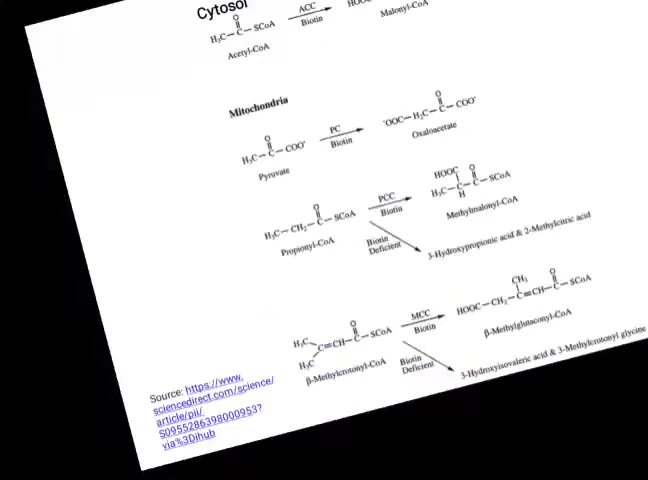 Cytosol
H₃C—C—SCoA
O
Acetyl-CoA
ACC
Biotin
Malonyl-CoA
Mitochondria
H₃C—C—COO⁻
O
Pyruvate
PC
Biotin
⁻OOC—H₂C—C—COO⁻
O
Oxaloacetate
H₃C—CH₂—C—SCoA
O
Propionyl-CoA
PCC
Biotin
HOOC O
H₃C—C—C—SCoA
H
Methylmalonyl-CoA
Biotin
Deficient
3-Hydroxypropionic acid & 2-Methylcitric acid
O
H₃C
C=CH—C—SCoA
H₃C
β-Methylcrotonyl-CoA
MCC
Biotin
CH₃ O
HOOC—CH₂—C=CH—C—SCoA
β-Methylglutaconyl-CoA
Biotin
Deficient
3-Hydroxyisovaleric acid & 3-Methylcrotonyl glycine
Source: https://www.
sciencedirect.com/science/
article/pii/
S0955286398000953?
via%3Dihub